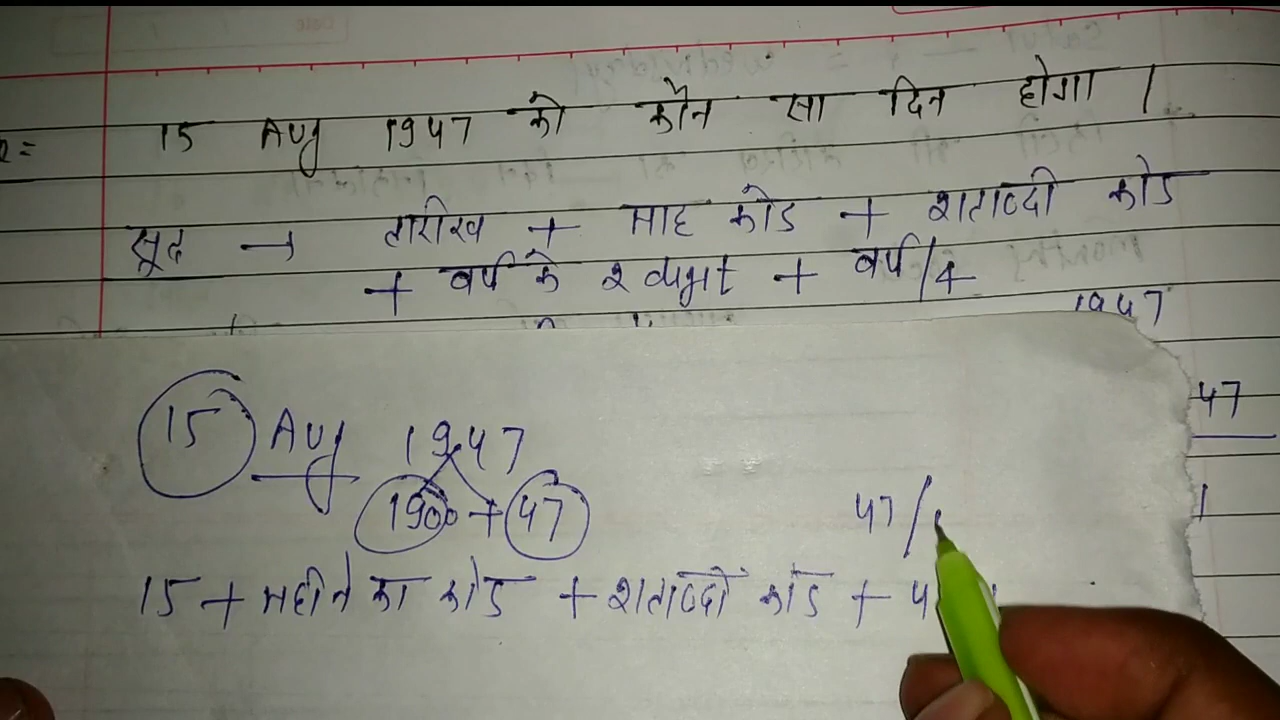 15 Aug 1947 को कौन सा दिन होगा |
सूत्र → तारीख + माह कोड + शताब्दी कोड
+ वर्ष के 2 digit + वर्ष/4
1947
47
15 Aug 1947
1900 + 47
47/
15 + महीने का कोड + शताब्दी कोड + 4